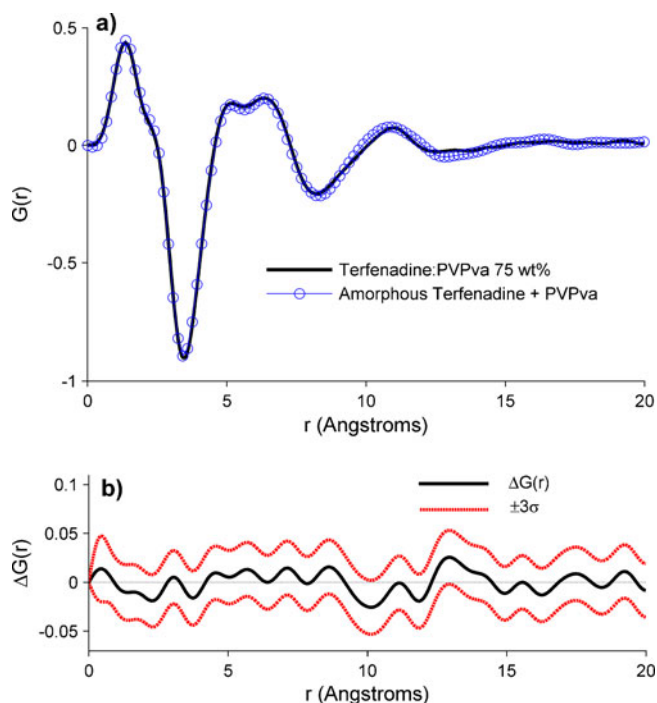 a)
0.5
0
-0.5
-1
G(r)
Terfenadine:PVPva 75 wt%
Amorphous Terfenadine + PVPva
0 5 10 15 20
r (Angstroms)
b)
0.1
0.05
0
-0.05
ΔG(r)
ΔG(r)
±3σ
0 5 10 15 20
r (Angstroms)